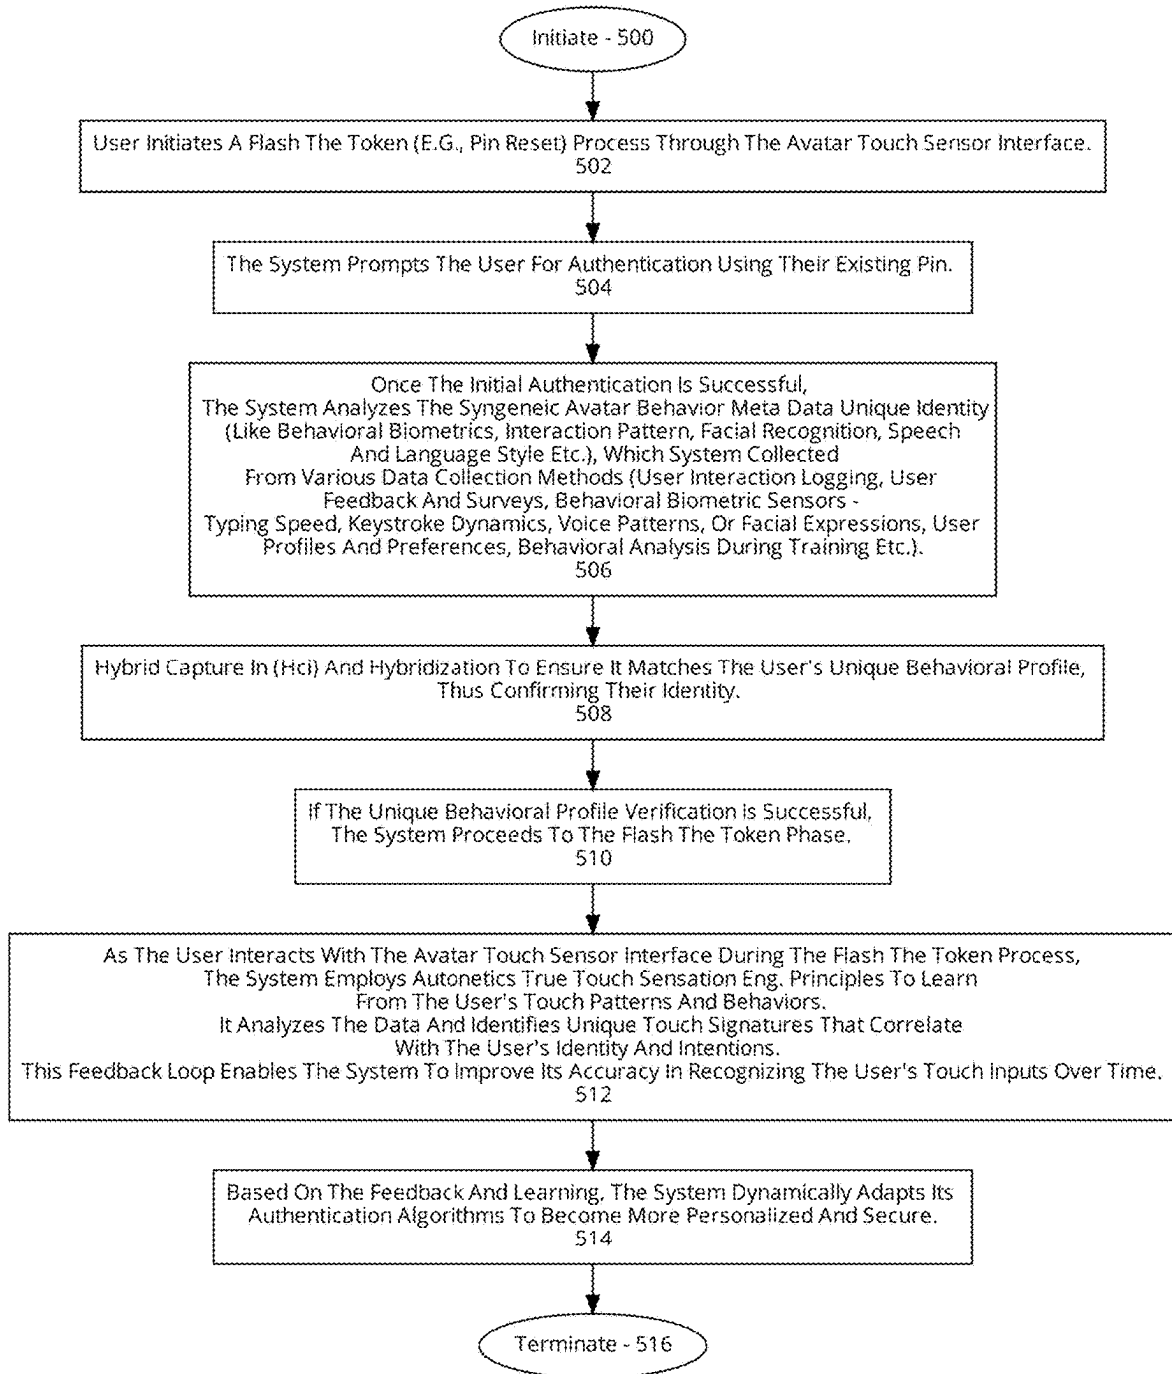 Initiate - 500
User Initiates A Flash The Token (E.G., Pin Reset) Process Through The Avatar Touch Sensor Interface.
502
The System Prompts The User For Authentication Using Their Existing Pin.
504
Once The Initial Authentication Is Successful,
The System Analyzes The Syngeneic Avatar Behavior Meta Data Unique Identity
(Like Behavioral Biometrics, Interaction Pattern, Facial Recognition, Speech
And Language Style Etc.), Which System Collected
From Various Data Collection Methods (User Interaction Logging, User
Feedback And Surveys, Behavioral Biometric Sensors -
Typing Speed, Keystroke Dynamics, Voice Patterns, Or Facial Expressions, User
Profiles And Preferences, Behavioral Analysis During Training Etc.).
506
Hybrid Capture In (Hci) And Hybridization To Ensure It Matches The User's Unique Behavioral Profile,
Thus Confirming Their Identity.
508
If The Unique Behavioral Profile Verification Is Successful,
The System Proceeds To The Flash The Token Phase.
510
As The User Interacts With The Avatar Touch Sensor Interface During The Flash The Token Process,
The System Employs Autonetics True Touch Sensation Eng. Principles To Learn
From The User's Touch Patterns And Behaviors.
It Analyzes The Data And Identifies Unique Touch Signatures That Correlate
With The User's Identity And Intentions.
This Feedback Loop Enables The System To Improve Its Accuracy In Recognizing The User's Touch Inputs Over Time.
512
Based On The Feedback And Learning, The System Dynamically Adapts Its
Authentication Algorithms To Become More Personalized And Secure.
514
Terminate - 516